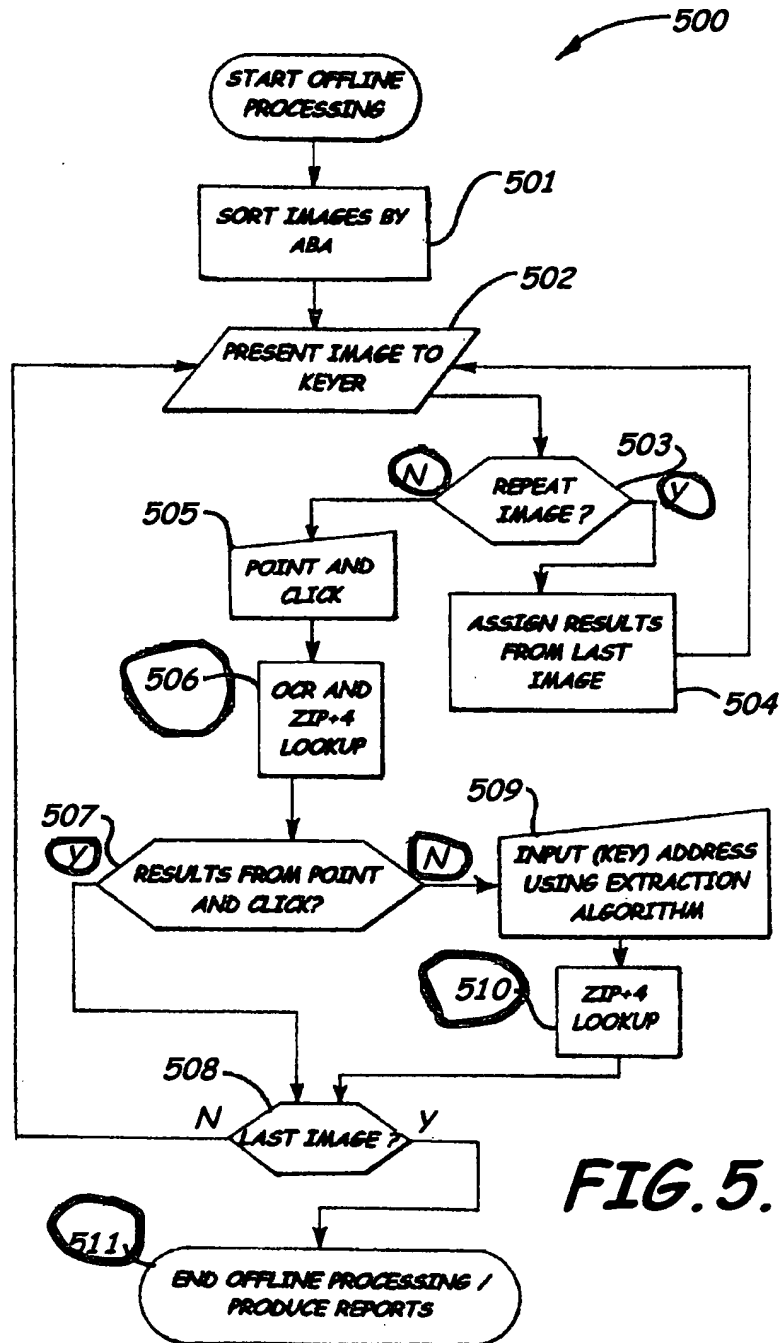 500
START OFFLINE
PROCESSING
501
SORT IMAGES BY
ABA
502
PRESENT IMAGE TO
KEYER
503
N
REPEAT
IMAGE?
Y
505
POINT AND
CLICK
ASSIGN RESULTS
FROM LAST
IMAGE
504
506
OCR AND
ZIP+4
LOOKUP
507
Y
RESULTS FROM POINT
AND CLICK?
N
509
INPUT (KEY) ADDRESS
USING EXTRACTION
ALGORITHM
510
ZIP+4
LOOKUP
508
N
LAST IMAGE?
Y
FIG. 5.
511
END OFFLINE PROCESSING /
PRODUCE REPORTS